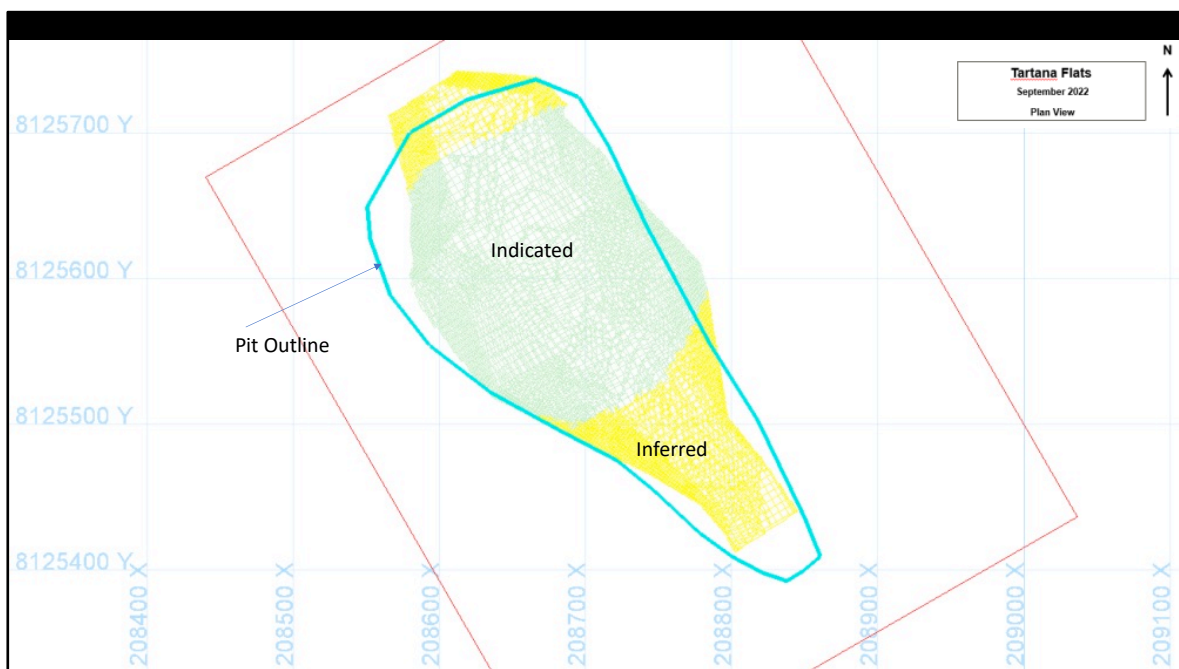 N
Tartana Flats
September 2022
Plan View
8125700 Y
Indicated
8125600 Y
Pit Outline
8125500 Y
Inferred
8125400 Y
208400 X
208500 X
208600 X
208700 X
208800 X
208900 X
209000 X
209100 X